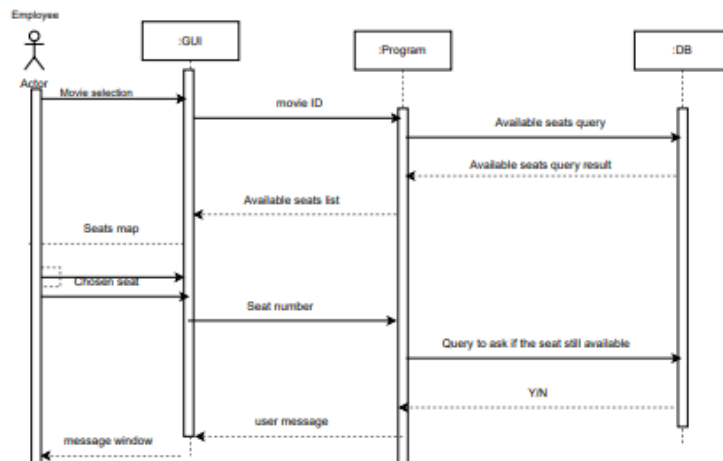 Employee
:GUI
:Program
:DB
Actor
Movie selection
movie ID
Available seats query
Available seats query result
Available seats list
Seats map
Chosen seat
Seat number
Query to ask if the seat still available
Y/N
user message
message window